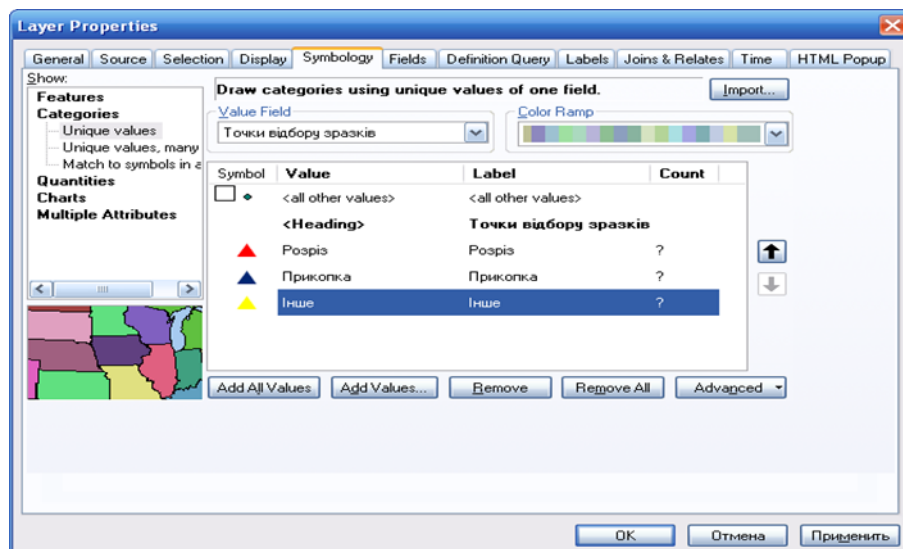 Layer Properties
General Source Selection Display Symbology Fields Definition Query Labels Joins & Relates Time HTML Popup
Show:
Features
Categories
Unique values
Unique values, many
Match to symbols in a
Quantities
Charts
Multiple Attributes
Draw categories using unique values of one field.
Import...
Value Field
Color Ramp
Точки відбору зразків
Symbol Value Label Count
<all other values> <all other values>
<Heading> Точки відбору зразків
Розріз Розріз ?
Прикопка Прикопка ?
Інше Інше ?
Add All Values Add Values... Remove Remove All Advanced
OK Отмена Применить